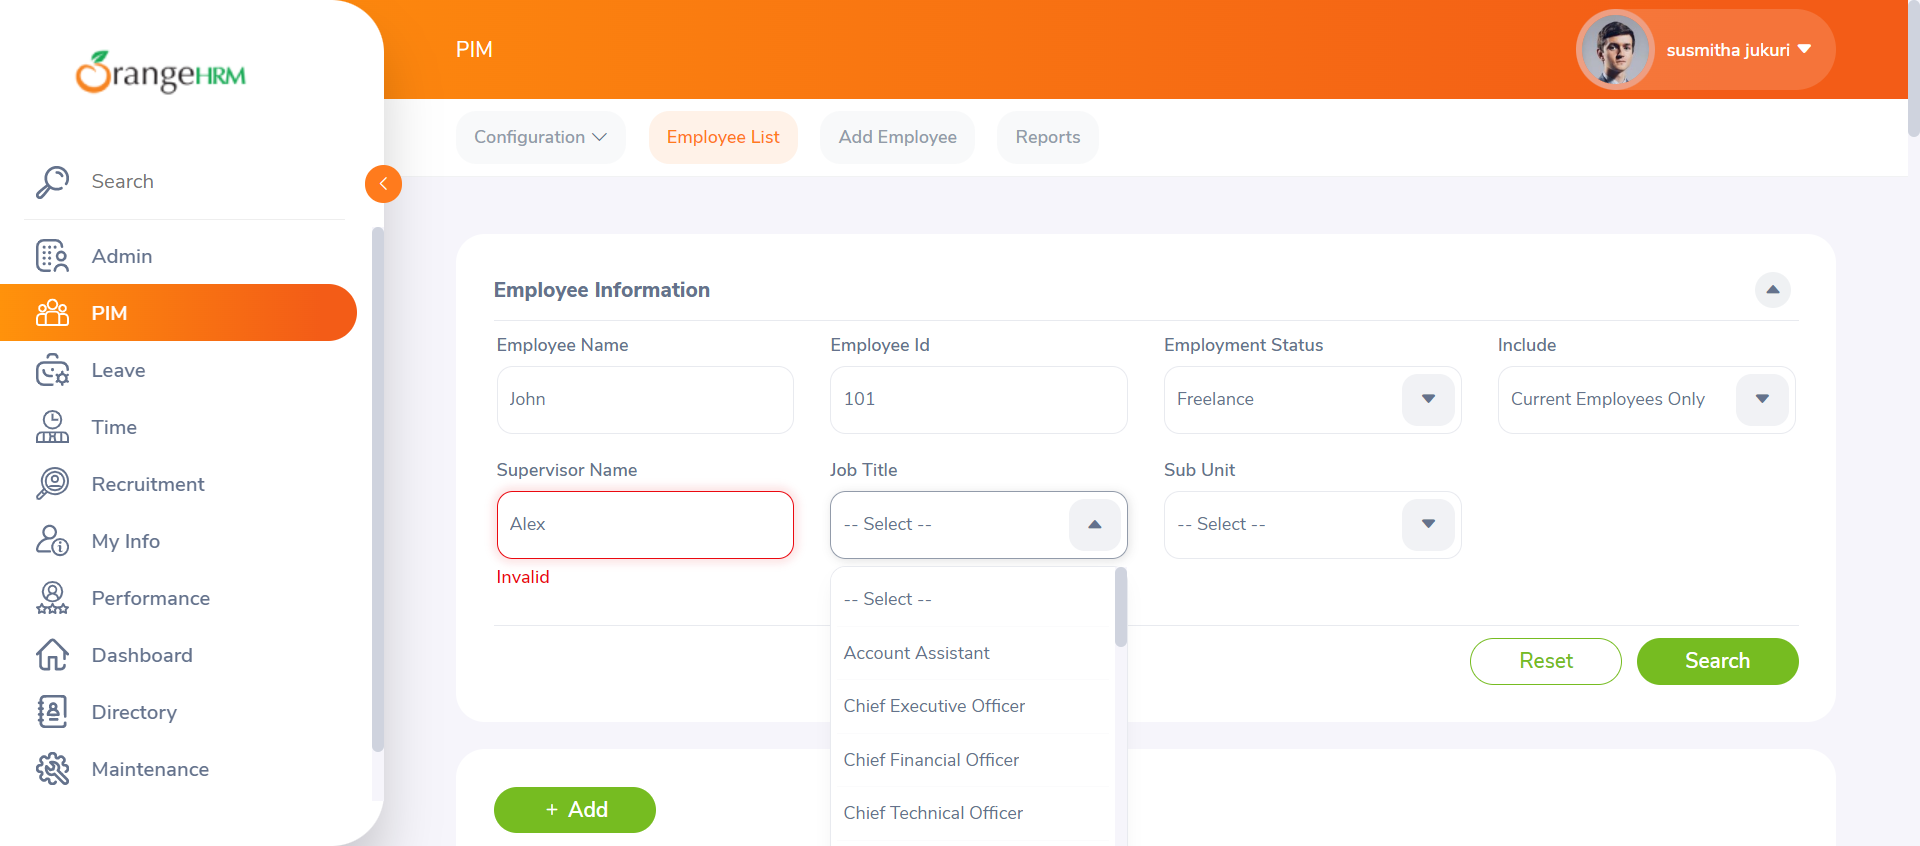 OrangeHRM
Search
Admin
PIM
Leave
Time
Recruitment
My Info
Performance
Dashboard
Directory
Maintenance
PIM
susmitha jukuri
Configuration
Employee List
Add Employee
Reports
Employee Information
Employee Name
Employee Id
Employment Status
Include
John
101
Freelance
Current Employees Only
Supervisor Name
Job Title
Sub Unit
Alex
-- Select --
-- Select --
Invalid
-- Select --
Account Assistant
Chief Executive Officer
Chief Financial Officer
Chief Technical Officer
Reset
Search
+ Add